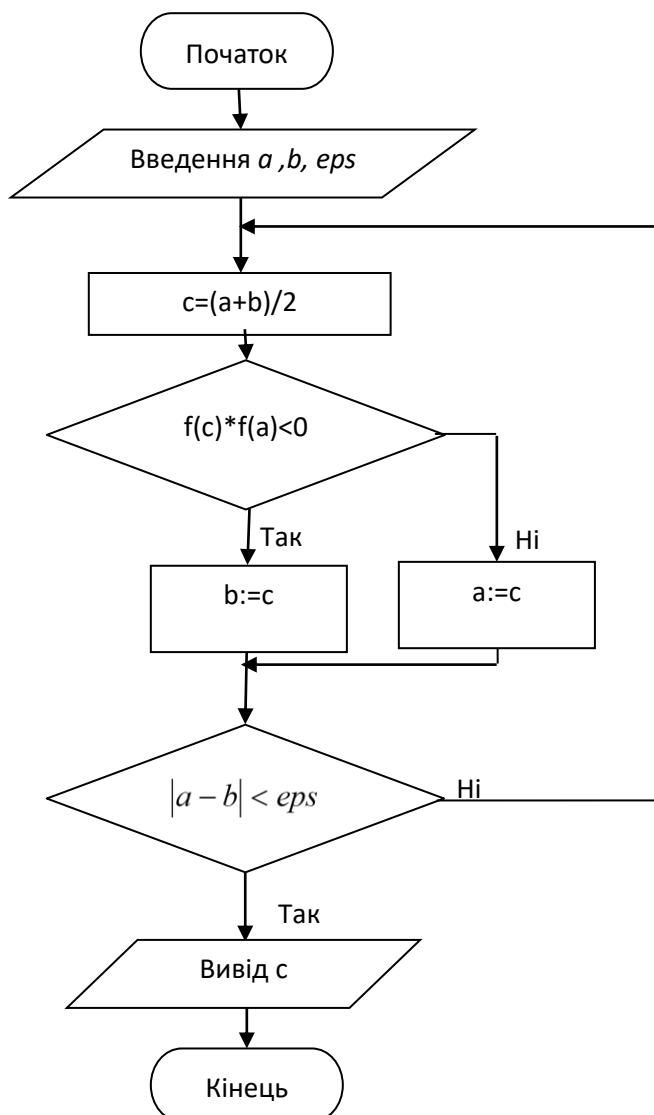 Початок
Введення a ,b, eps
c=(a+b)/2
f(c)*f(a)<0
Так
Ні
b:=c
a:=c
|a − b| < eps
Ні
Так
Вивід c
Кінець